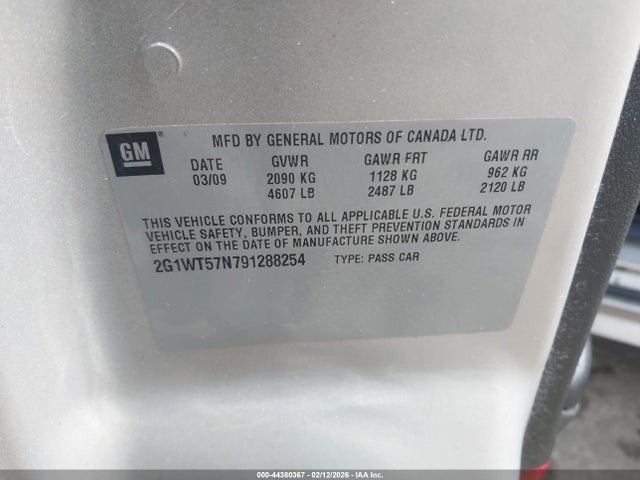 GM
MFD BY GENERAL MOTORS OF CANADA LTD.
DATE GVWR GAWR FRT GAWR RR
03/09 2090 KG 1128 KG 962 KG
4607 LB 2487 LB 2120 LB
THIS VEHICLE CONFORMS TO ALL APPLICABLE U.S. FEDERAL MOTOR
VEHICLE SAFETY, BUMPER, AND THEFT PREVENTION STANDARDS IN
EFFECT ON THE DATE OF MANUFACTURE SHOWN ABOVE.
2G1WT57N791288254 TYPE: PASS CAR
000-44380367 - 02/12/2026 - IAA Inc.